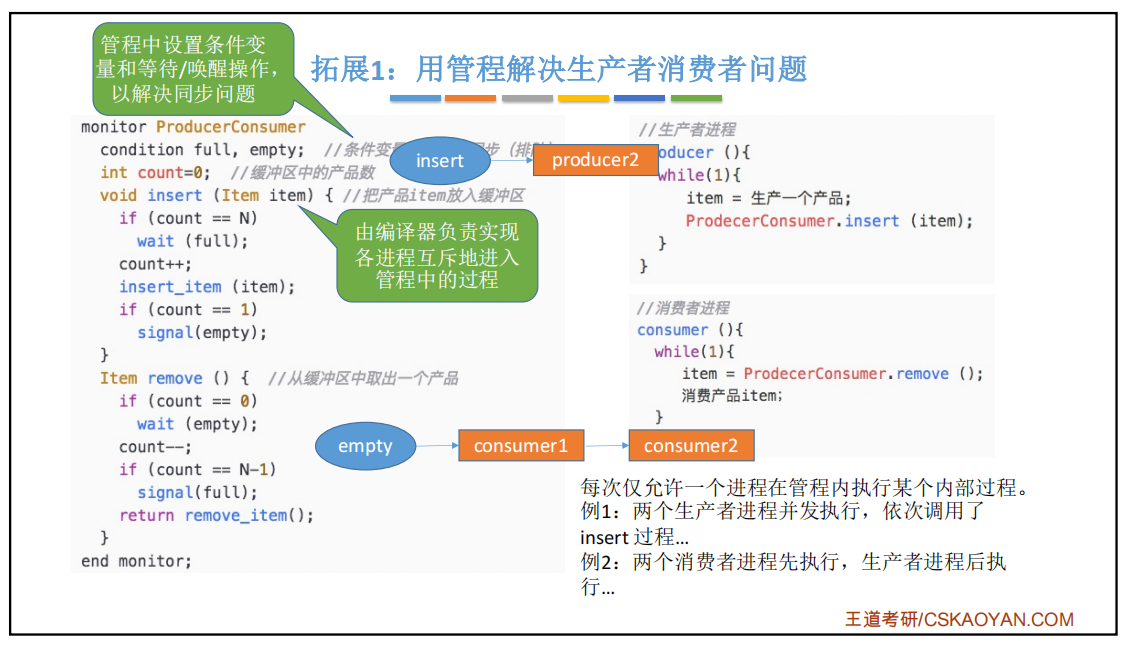 管程中设置条件变
量和等待/唤醒操作,
以解决同步问题
拓展1：用管程解决生产者消费者问题
monitor ProducerConsumer
condition full, empty; //条件变 步（排
int count=0; //缓冲区中的产品数
void insert (Item item) { //把产品item放入缓冲区
if (count == N)
wait (full);
count++;
insert_item (item);
if (count == 1)
signal(empty);
}
Item remove () { //从缓冲区中取出一个产品
if (count == 0)
wait (empty);
count--;
if (count == N-1)
signal(full);
return remove_item();
}
end monitor;
insert
producer2
由编译器负责实现
各进程互斥地进入
管程中的过程
empty
consumer1
consumer2
//生产者进程
oducer (){
while(1){
item = 生产一个产品;
ProdecerConsumer.insert (item);
}
}
//消费者进程
consumer (){
while(1){
item = ProdecerConsumer.remove ();
消费产品item;
}
每次仅允许一个进程在管程内执行某个内部过程。
例1：两个生产者进程并发执行，依次调用了
insert 过程…
例2：两个消费者进程先执行，生产者进程后执
行…
王道考研/CSKAOYAN.COM